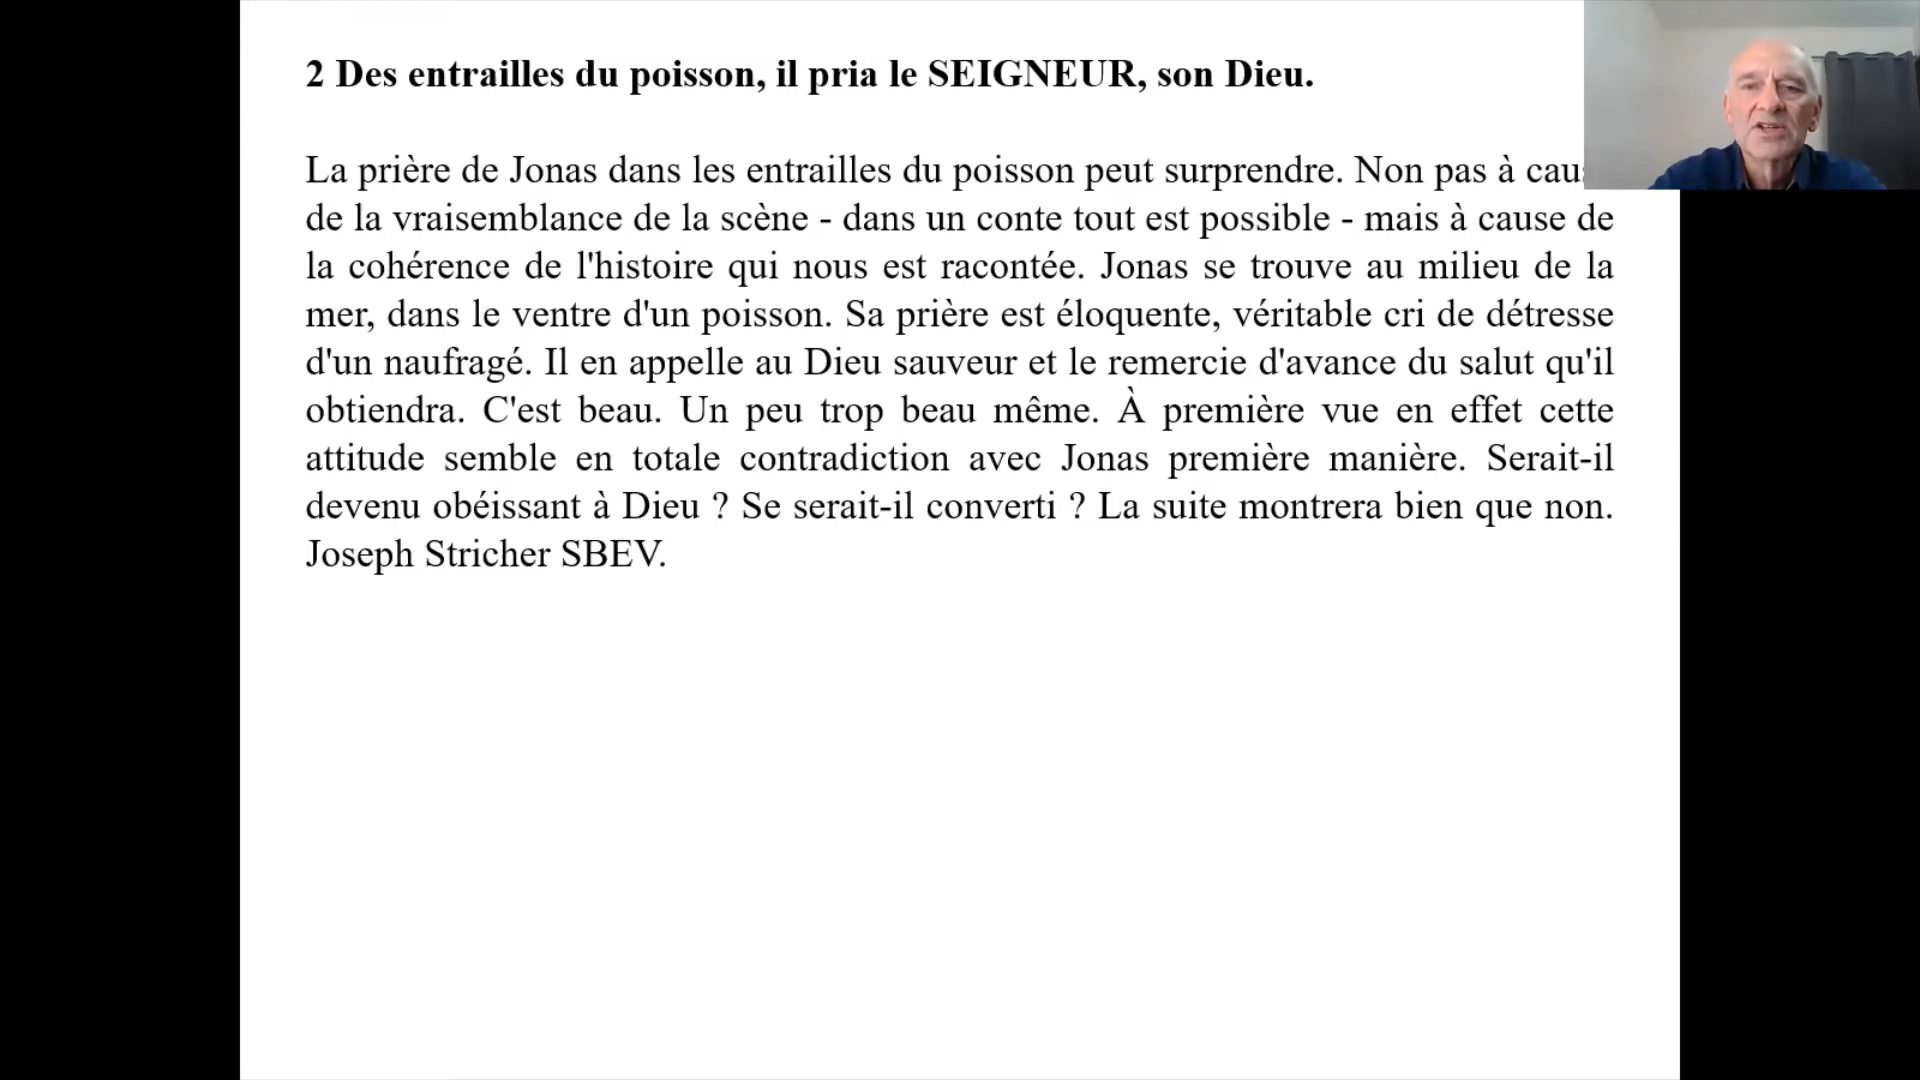 2 Des entrailles du poisson, il pria le SEIGNEUR, son Dieu.
La prière de Jonas dans les entrailles du poisson peut surprendre. Non pas à
de la vraisemblance de la scène - dans un conte tout est possible - mais à cause de
la cohérence de l'histoire qui nous est racontée. Jonas se trouve au milieu de la
mer, dans le ventre d'un poisson. Sa prière est éloquente, véritable cri de détresse
d'un naufragé. Il en appelle au Dieu sauveur et le remercie d'avance du salut qu'il
obtiendra. C'est beau. Un peu trop beau même. À première vue en effet cette
attitude semble en totale contradiction avec Jonas première manière. Serait-il
devenu obéissant à Dieu ? Se serait-il converti ? La suite montrera bien que non.
Joseph Stricher SBEV.